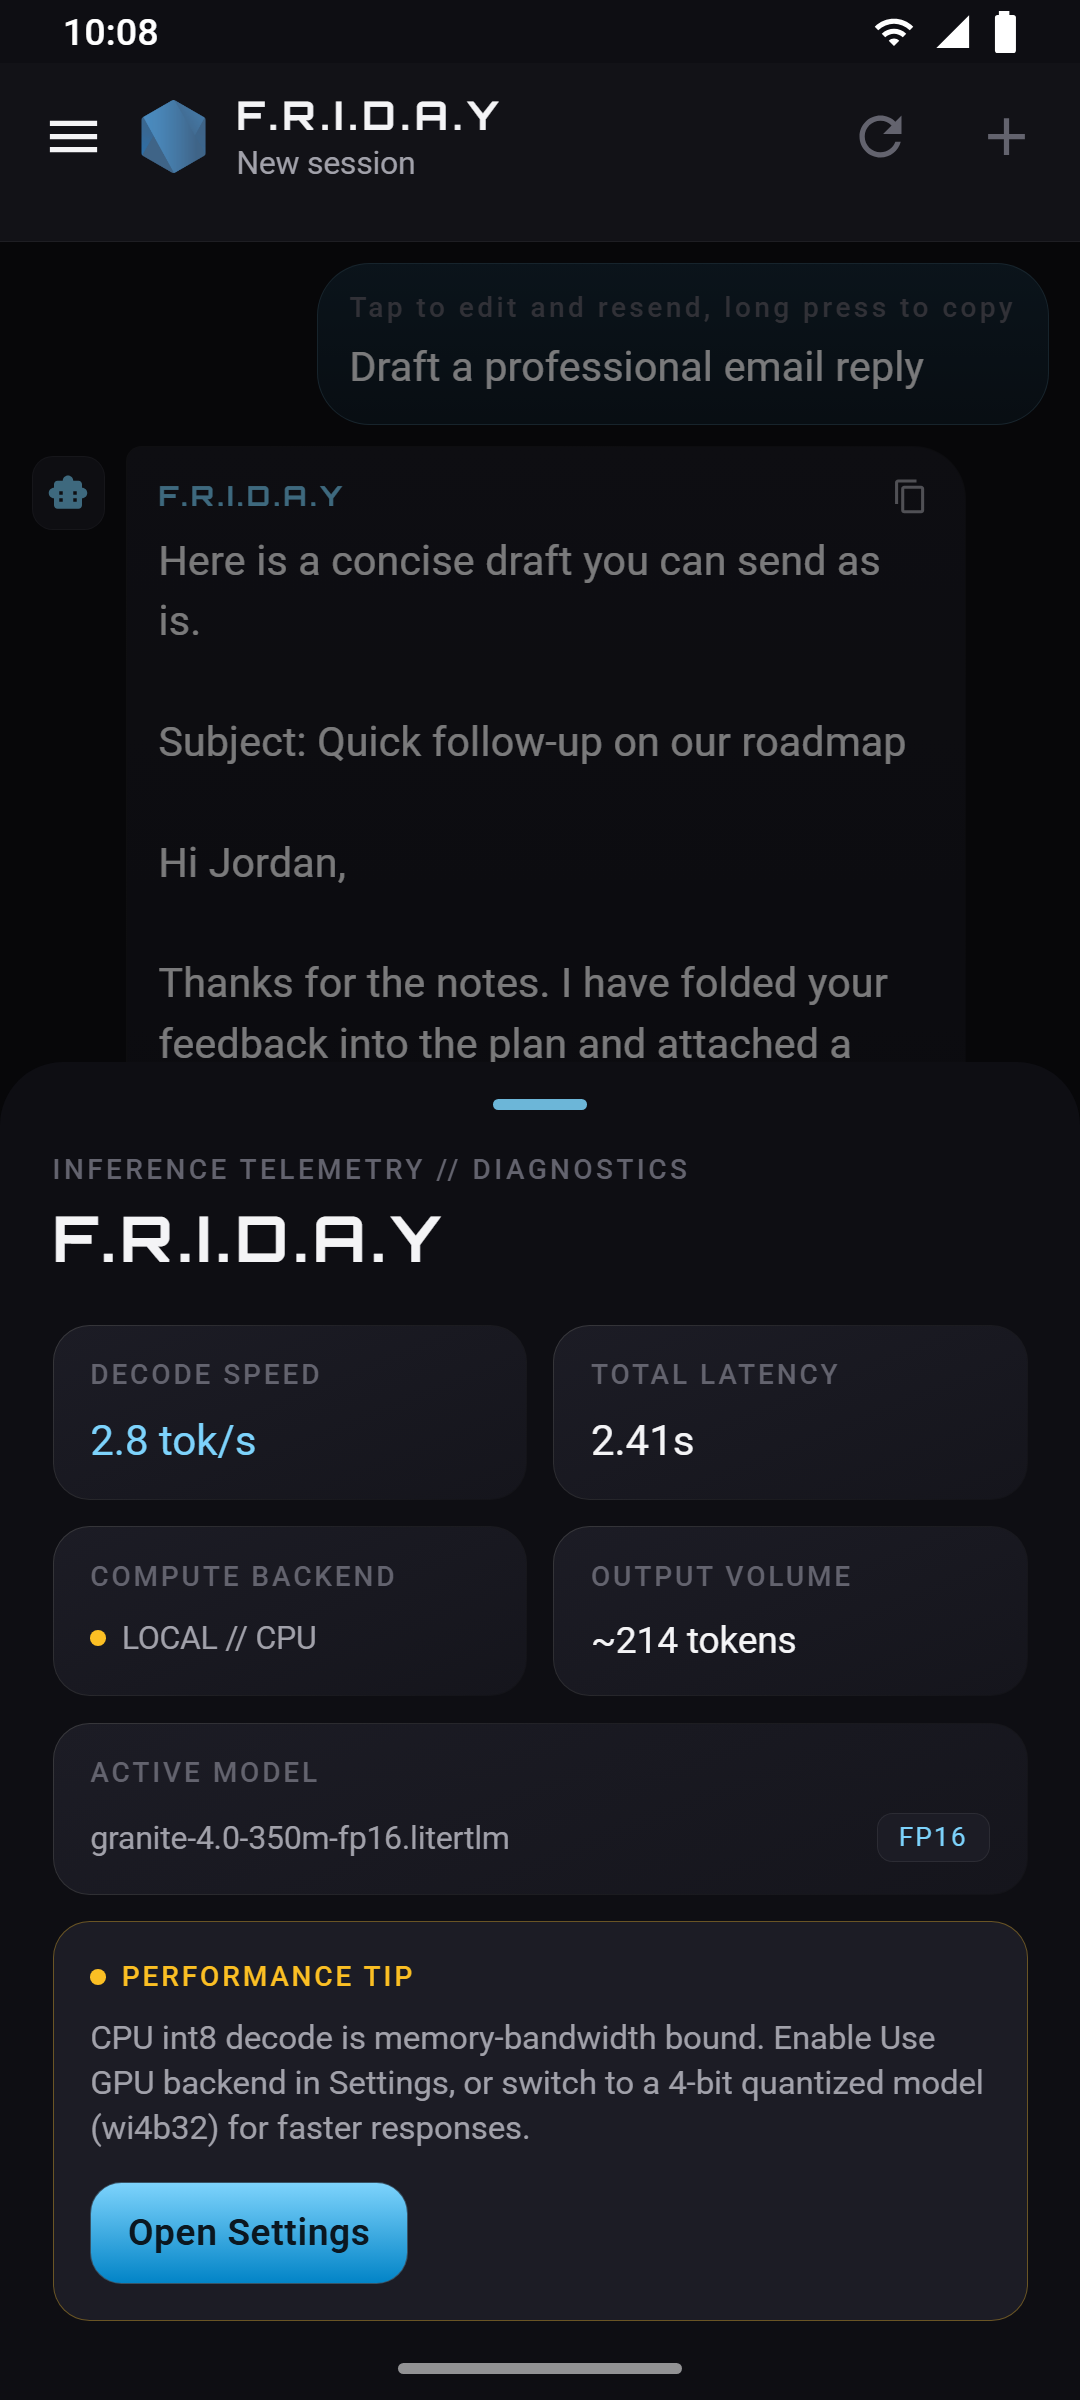 10:08
F.R.I.D.A.Y
New session
Tap to edit and resend, long press to copy
Draft a professional email reply
F.R.I.D.A.Y
Here is a concise draft you can send as
is.
Subject: Quick follow-up on our roadmap
Hi Jordan,
Thanks for the notes. I have folded your
feedback into the plan and attached a
INFERENCE TELEMETRY // DIAGNOSTICS
F.R.I.D.A.Y
DECODE SPEED
2.8 tok/s
TOTAL LATENCY
2.41s
COMPUTE BACKEND
LOCAL // CPU
OUTPUT VOLUME
~214 tokens
ACTIVE MODEL
granite-4.0-350m-fp16.litertlm
FP16
PERFORMANCE TIP
CPU int8 decode is memory-bandwidth bound. Enable Use
GPU backend in Settings, or switch to a 4-bit quantized model
(wi4b32) for faster responses.
Open Settings